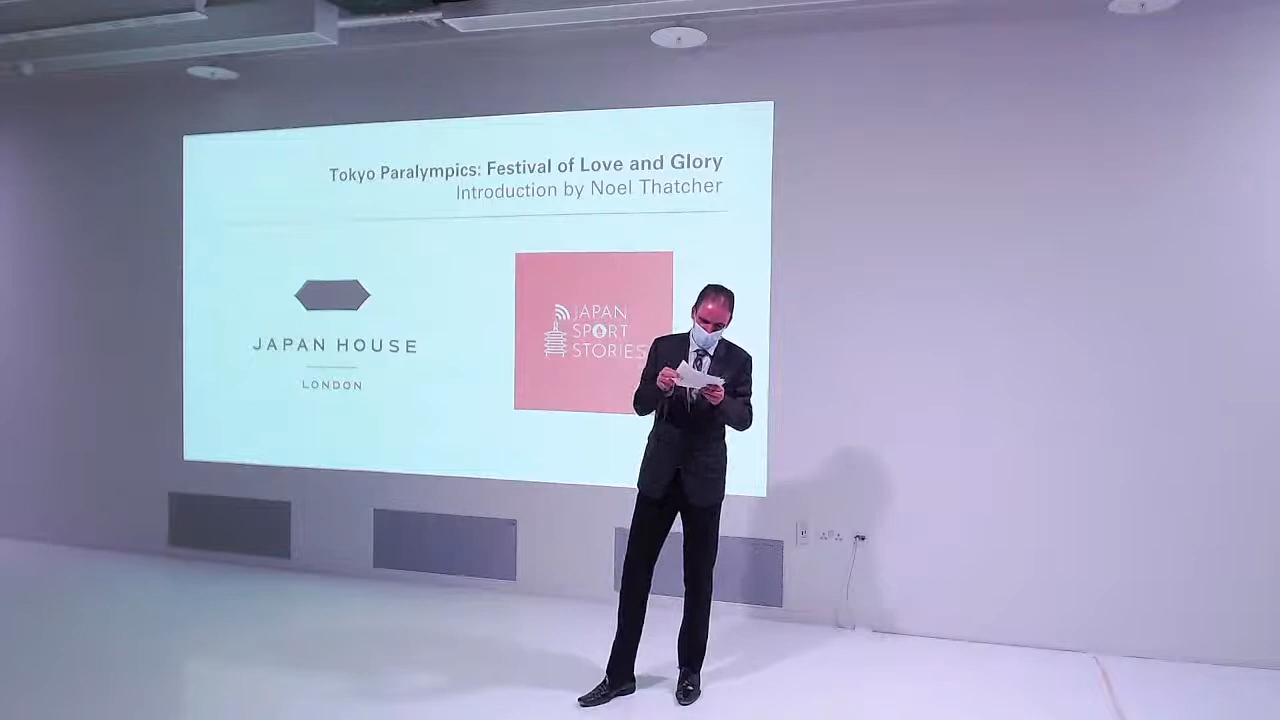 Tokyo Paralympics: Festival of Love and Glory
Introduction by Noel Thatcher
JAPAN HOUSE
LONDON
JAPAN
SPORT
STORIES